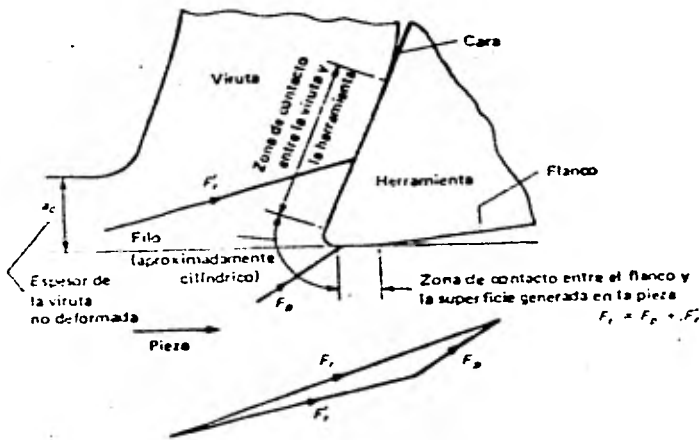 Cara
Viruta
Zona de contacto
entre la viruta y
la herramienta
Herramienta
Flanco
F'r
ac
Filo
(aproximadamente
cilíndrico)
Espesor de
la viruta
no deformada
Fp
Zona de contacto entre el flanco y
la superficie generada en la pieza
Pieza
Fr = Fp + F'r
Fr
Fp
F'r